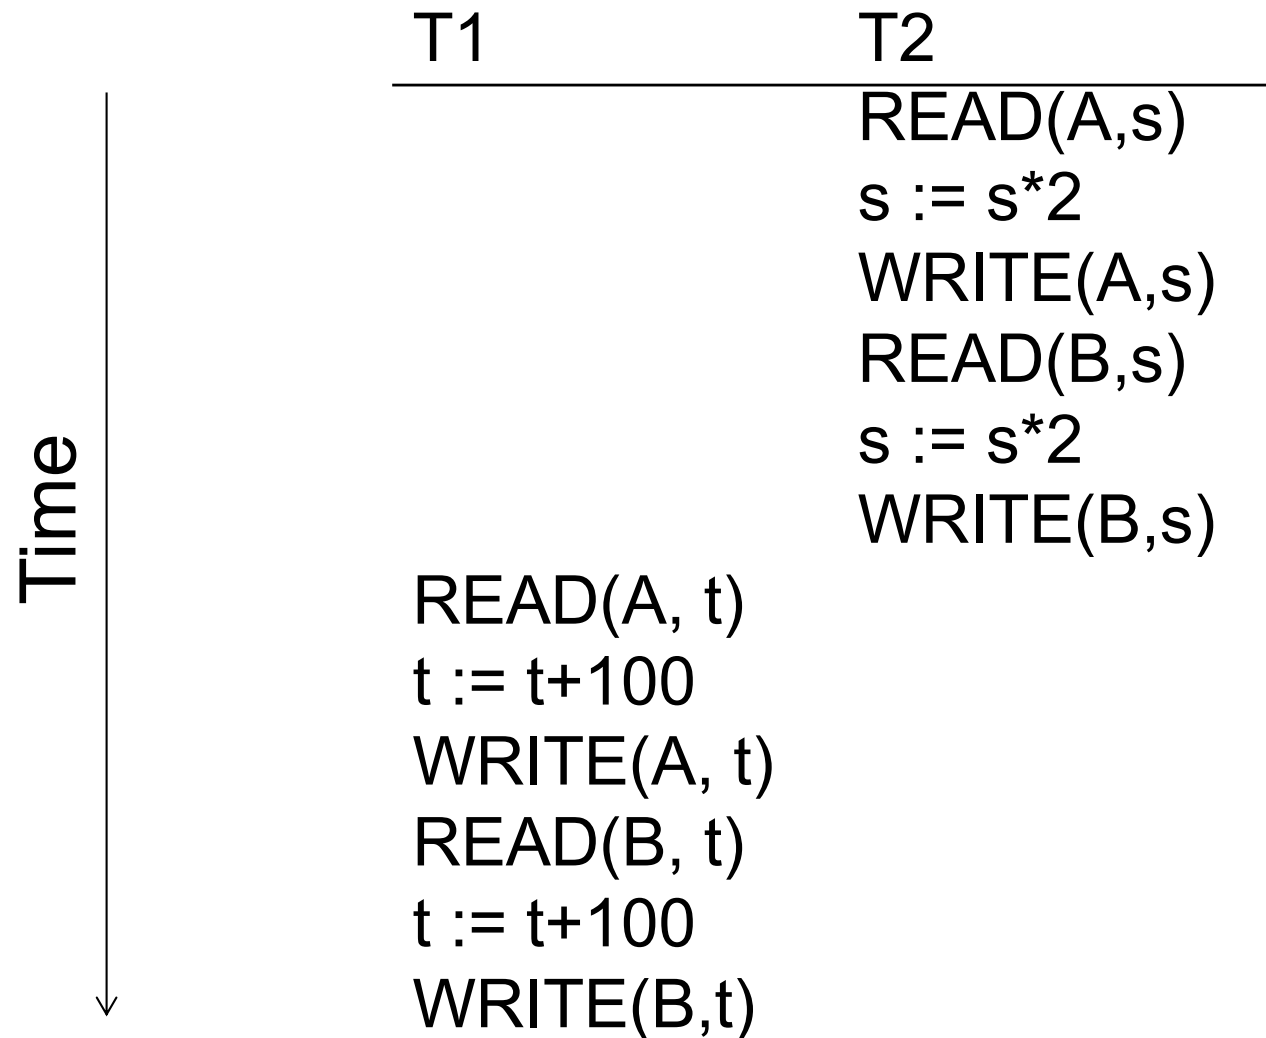 T1 T2
READ(A,s)
s := s*2
WRITE(A,s)
READ(B,s)
s := s*2
WRITE(B,s)
Time
READ(A, t)
t := t+100
WRITE(A, t)
READ(B, t)
t := t+100
WRITE(B,t)